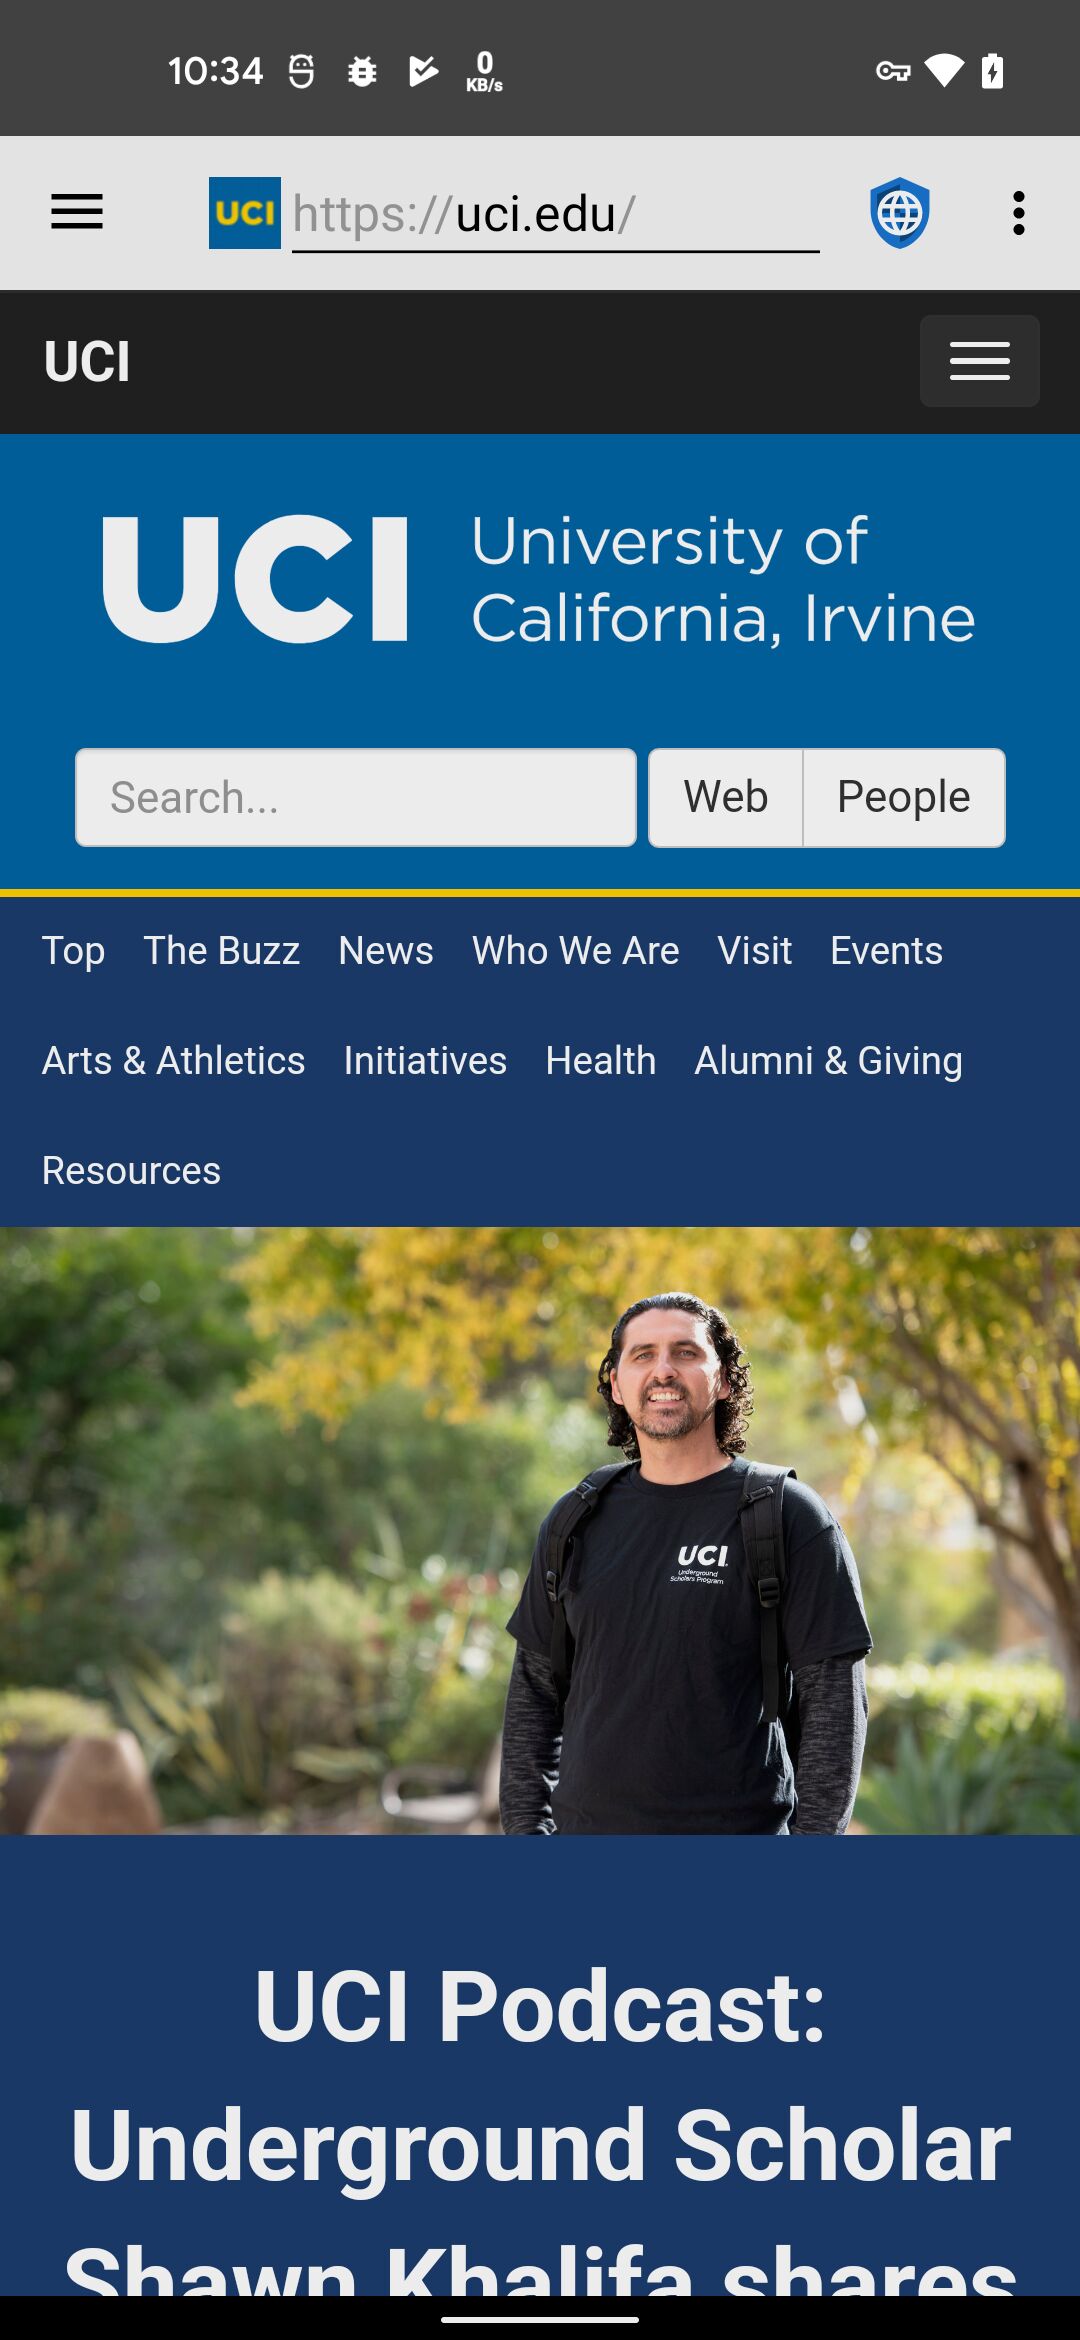 10:34 0 KB/s
UCI https://uci.edu/
UCI
UCI University of
California, Irvine
Search... Web People
Top The Buzz News Who We Are Visit Events
Arts & Athletics Initiatives Health Alumni & Giving
Resources
UCI
Underground
Scholars Program
UCI Podcast:
Underground Scholar
Shawn Khalifa shares